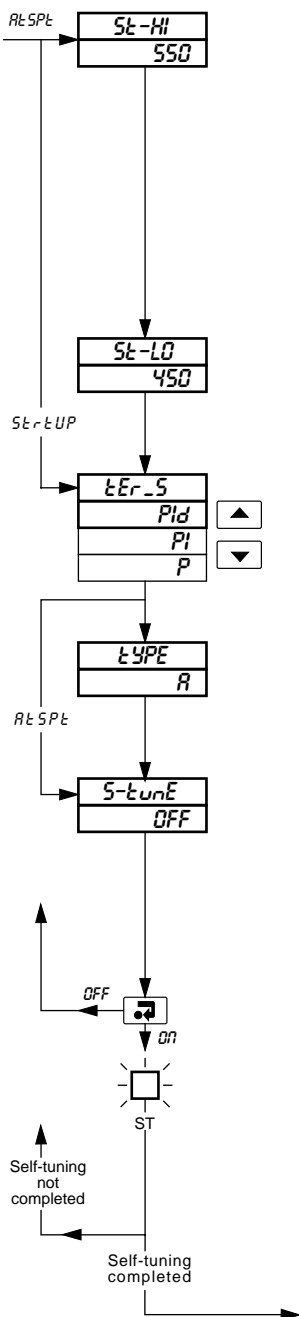 AtSPt
St-HI
550
St-LO
450
StrtUP
tEr_S
PId
PI
P
tYPE
A
AtSPt
S-tunE
OFF
OFF
ON
ST
Self-tuning
not
completed
Self-tuning
completed